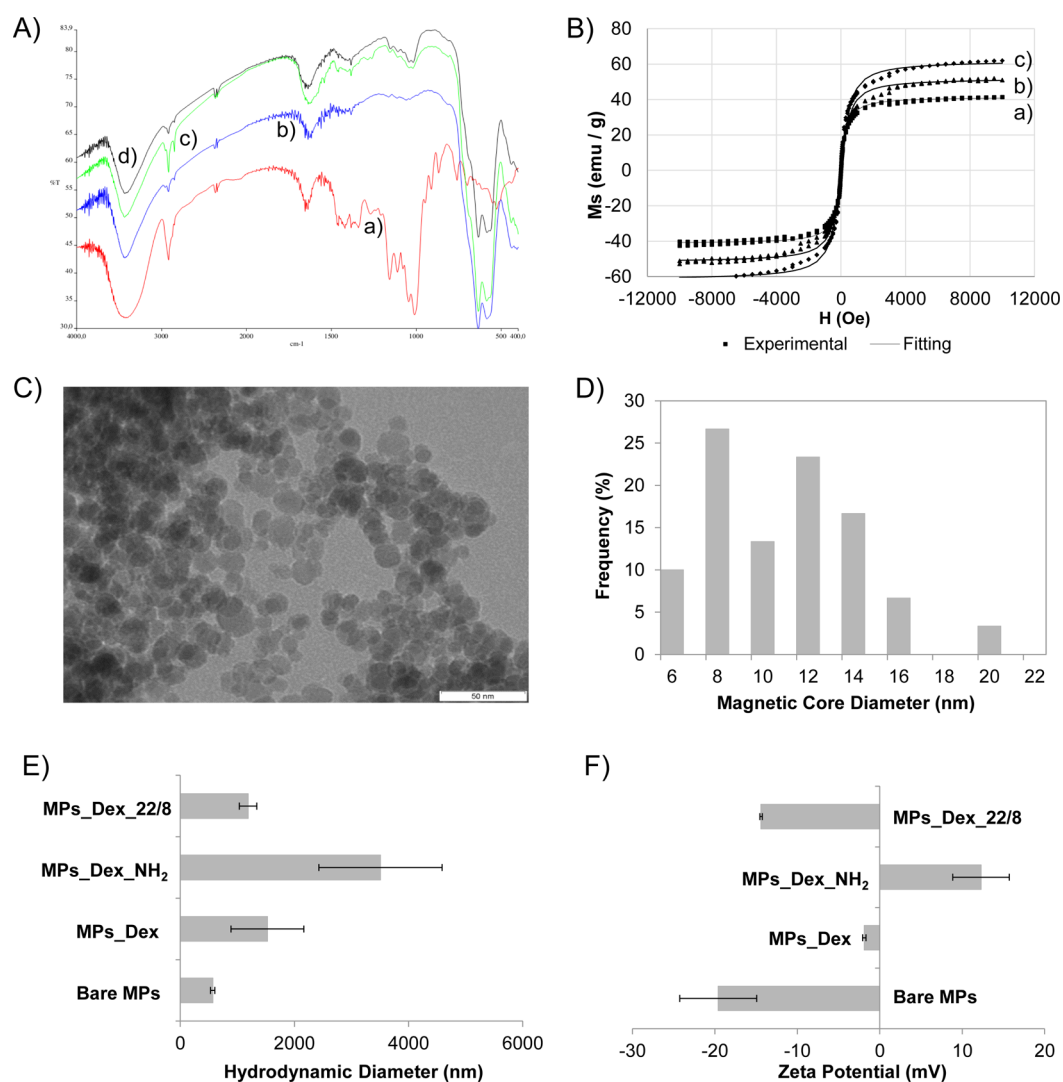 A)
83,9
80
75
70
65
60
55
%T
50
45
40
35
30,0
4000,0
3000
2000
1500
1000
500
400,0
cm-1
a)
b)
c)
d)
B)
Ms (emu / g)
80
60
40
20
0
-20
-40
-60
c)
b)
a)
-12000 -8000 -4000 0 4000 8000 12000
H (Oe)
Experimental
Fitting
C)
50 nm
D)
Frequency (%)
30
25
20
15
10
5
0
6 8 10 12 14 16 18 20 22
Magnetic Core Diameter (nm)
E)
MPs_Dex_22/8
MPs_Dex_NH₂
MPs_Dex
Bare MPs
0 2000 4000 6000
Hydrodynamic Diameter (nm)
F)
MPs_Dex_22/8
MPs_Dex_NH₂
MPs_Dex
Bare MPs
-30 -20 -10 0 10 20
Zeta Potential (mV)